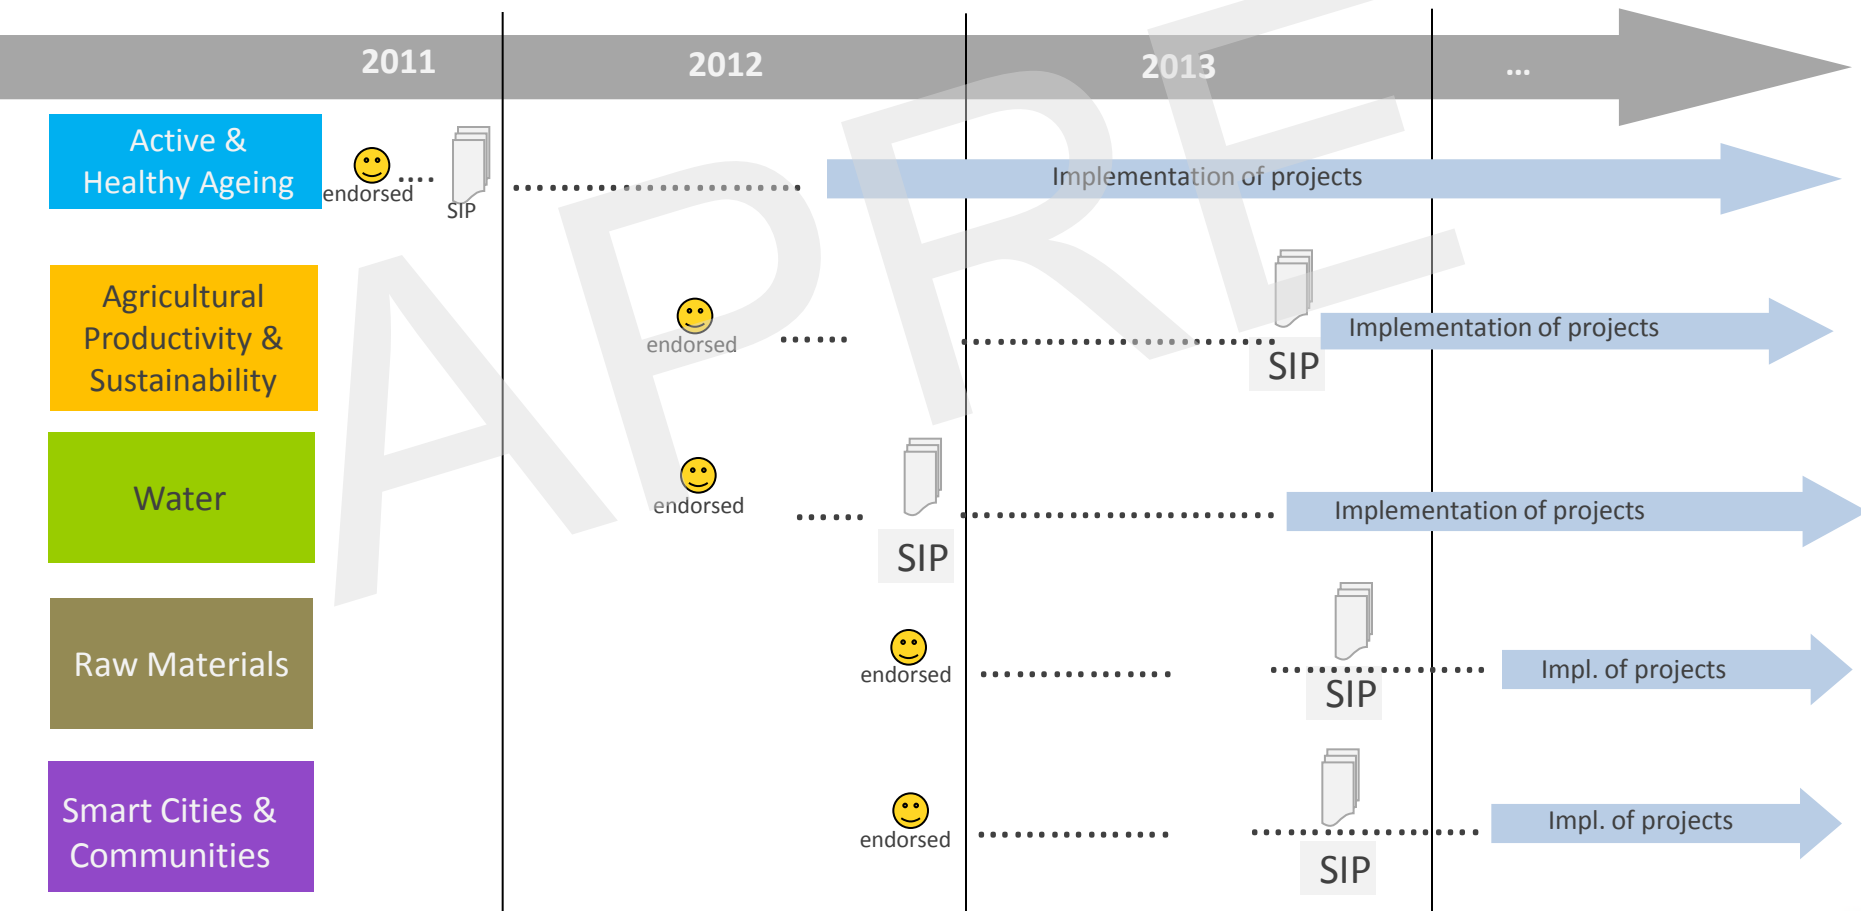 2011
2012
2013
...
Active &
Healthy Ageing
endorsed
SIP
Implementation of projects
Agricultural
Productivity &
Sustainability
endorsed
SIP
Implementation of projects
Water
endorsed
SIP
Implementation of projects
Raw Materials
endorsed
SIP
Impl. of projects
Smart Cities &
Communities
endorsed
SIP
Impl. of projects
APRE